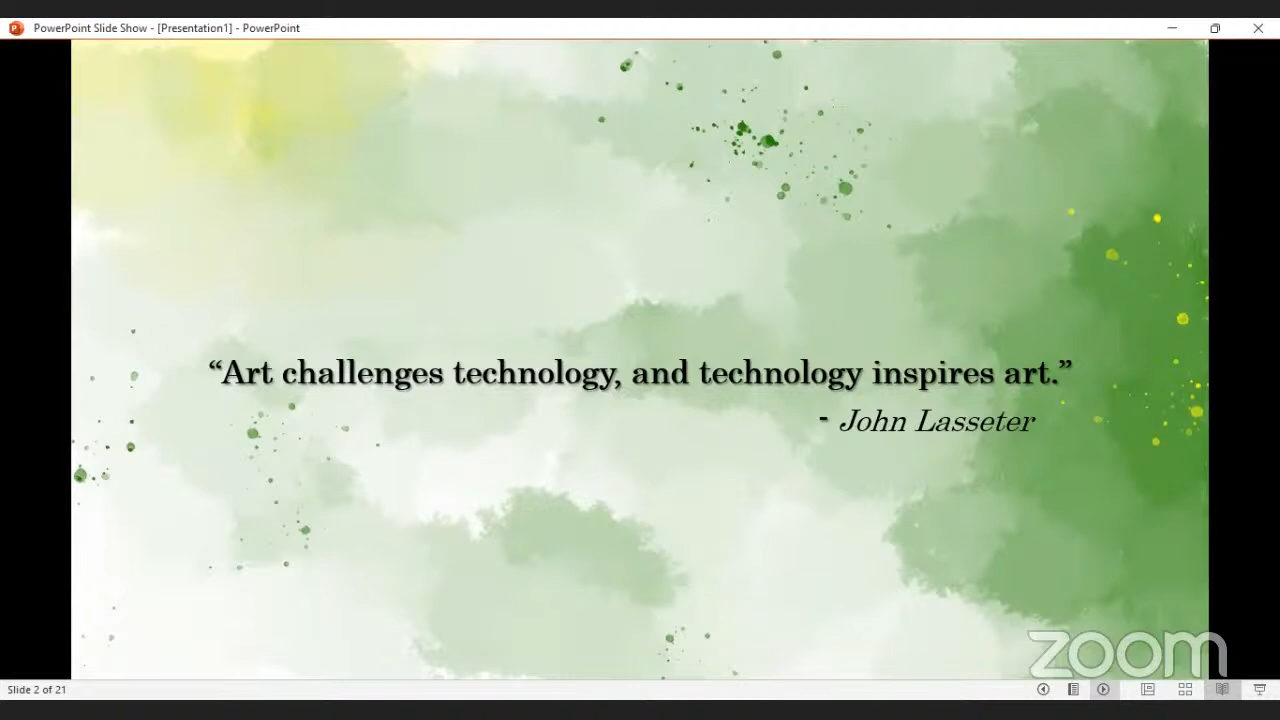 PowerPoint Slide Show - [Presentation1] - PowerPoint
“Art challenges technology, and technology inspires art.”
- John Lasseter
zoom
Slide 2 of 21